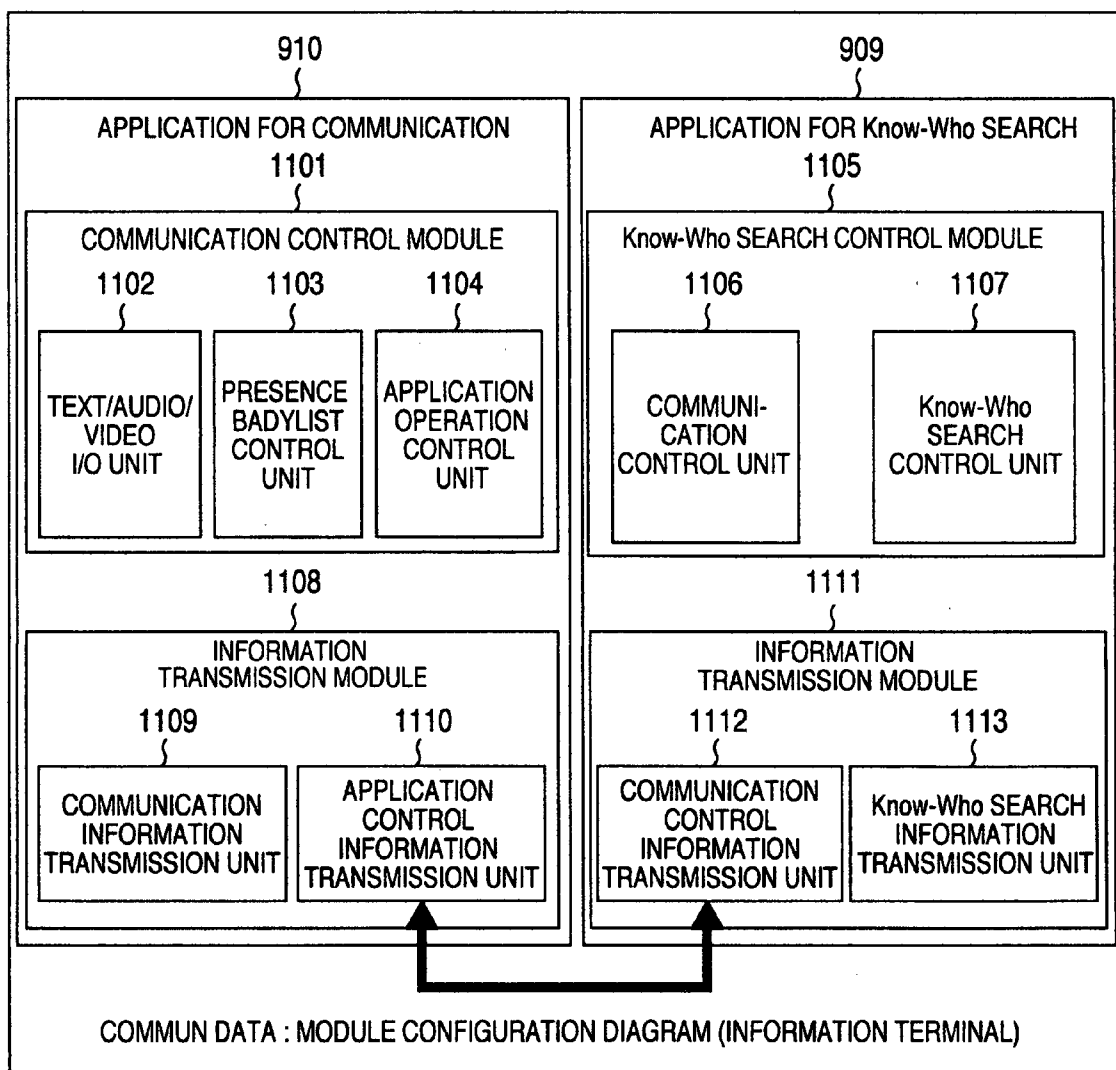 910
909
APPLICATION FOR COMMUNICATION
APPLICATION FOR Know-Who SEARCH
1101
1105
COMMUNICATION CONTROL MODULE
Know-Who SEARCH CONTROL MODULE
1102
1103
1104
1106
1107
TEXT/AUDIO/
VIDEO
I/O UNIT
PRESENCE
BADYLIST
CONTROL
UNIT
APPLICATION
OPERATION
CONTROL
UNIT
COMMUNI-
CATION
CONTROL UNIT
Know-Who
SEARCH
CONTROL UNIT
1108
1111
INFORMATION
TRANSMISSION MODULE
INFORMATION
TRANSMISSION MODULE
1109
1110
1112
1113
COMMUNICATION
INFORMATION
TRANSMISSION UNIT
APPLICATION
CONTROL
INFORMATION
TRANSMISSION UNIT
COMMUNICATION
CONTROL
INFORMATION
TRANSMISSION UNIT
Know-Who SEARCH
INFORMATION
TRANSMISSION UNIT
COMMUN DATA : MODULE CONFIGURATION DIAGRAM (INFORMATION TERMINAL)